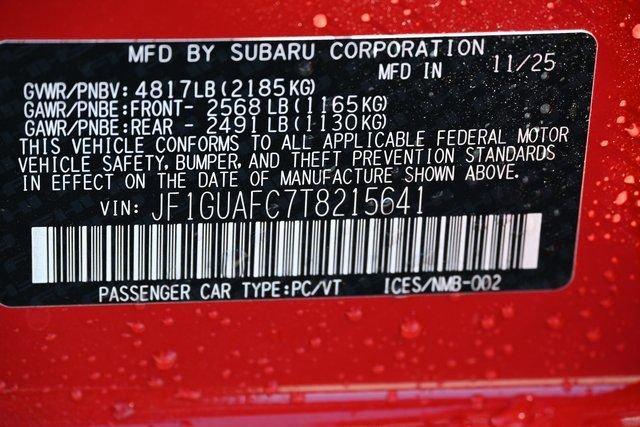 MFD BY SUBARU CORPORATION
MFD IN 11/25
GVWR/PNBV: 4817LB(2185KG)
GAWR/PNBE:FRONT- 2568LB(1165KG)
GAWR/PNBE:REAR - 2491LB(1130KG)
THIS VEHICLE CONFORMS TO ALL APPLICABLE FEDERAL MOTOR
VEHICLE SAFETY, BUMPER, AND THEFT PREVENTION STANDARDS
IN EFFECT ON THE DATE OF MANUFACTURE SHOWN ABOVE.
VIN: JF1GUAFC7T8215641
PASSENGER CAR TYPE:PC/VT ICES/NMB-002